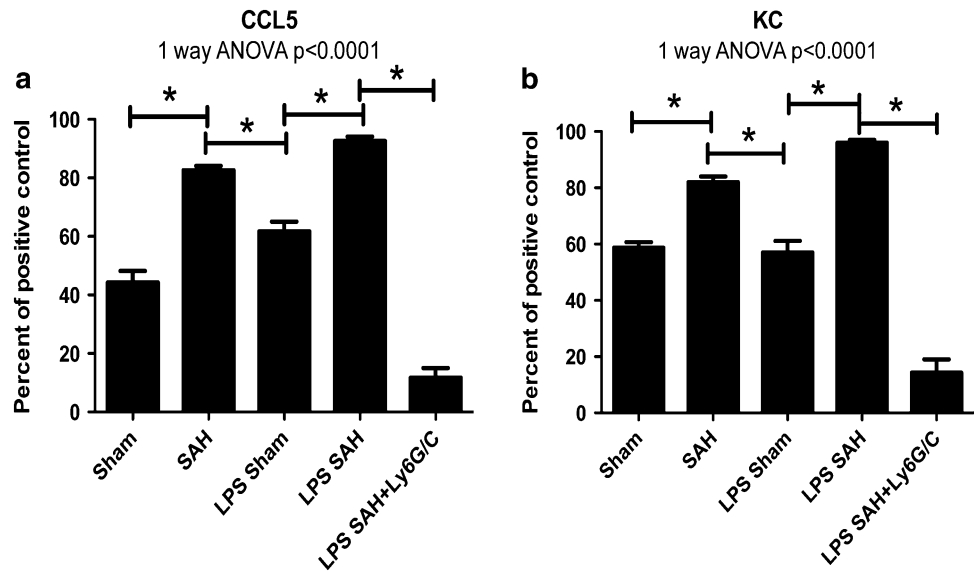 CCL5
1 way ANOVA p<0.0001
a
* * * *
Percent of positive control
100
80
60
40
20
0
Sham
SAH
LPS Sham
LPS SAH
LPS SAH+Ly6G/C
KC
1 way ANOVA p<0.0001
b
* * * *
Percent of positive control
100
80
60
40
20
0
Sham
SAH
LPS Sham
LPS SAH
LPS SAH+Ly6G/C